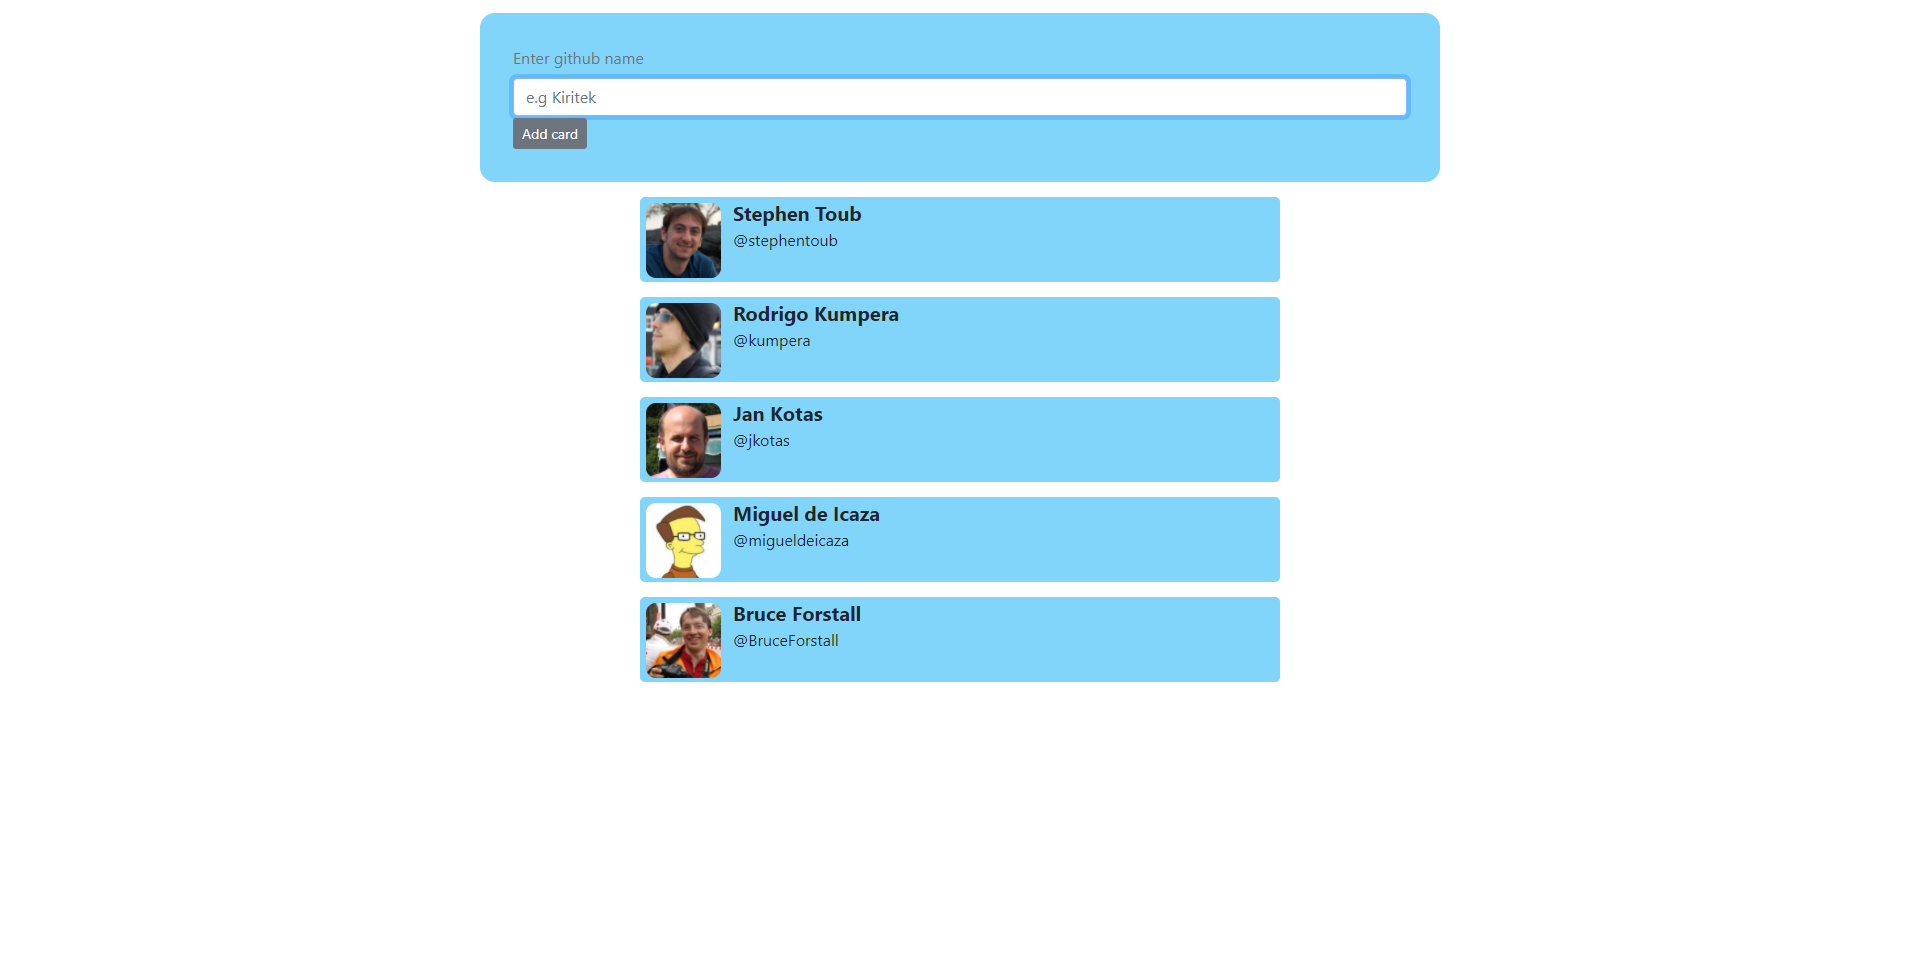 Enter github name
e.g Kiritek
Add card
Stephen Toub
@stephentoub
Rodrigo Kumpera
@kumpera
Jan Kotas
@jkotas
Miguel de Icaza
@migueldeicaza
Bruce Forstall
@BruceForstall